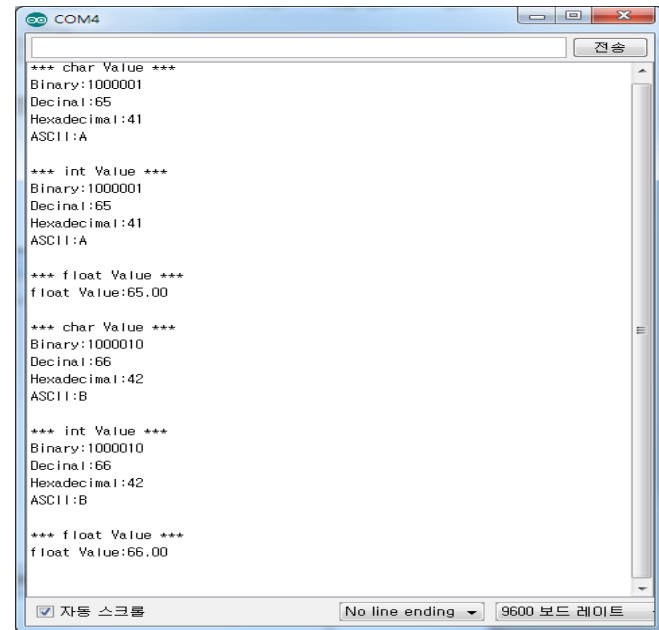 COM4
전송
*** char Value ***
Binary:1000001
Decinal:65
Hexadecimal:41
ASCII:A
*** int Value ***
Binary:1000001
Decinal:65
Hexadecimal:41
ASCII:A
*** float Value ***
float Value:65.00
*** char Value ***
Binary:1000010
Decinal:66
Hexadecimal:42
ASCII:B
*** int Value ***
Binary:1000010
Decinal:66
Hexadecimal:42
ASCII:B
*** float Value ***
float Value:66.00
자동 스크롤 No line ending 9600 보드 레이트